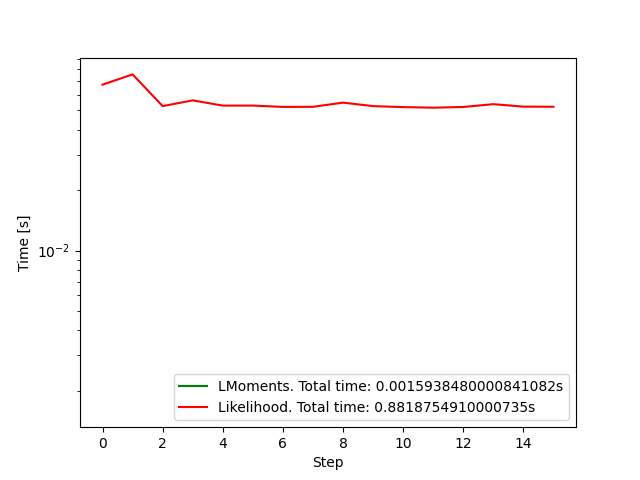 Time [s]
10⁻²
0 2 4 6 8 10 12 14
Step
LMoments. Total time: 0.0015938480000841082s
Likelihood. Total time: 0.8818754910000735s